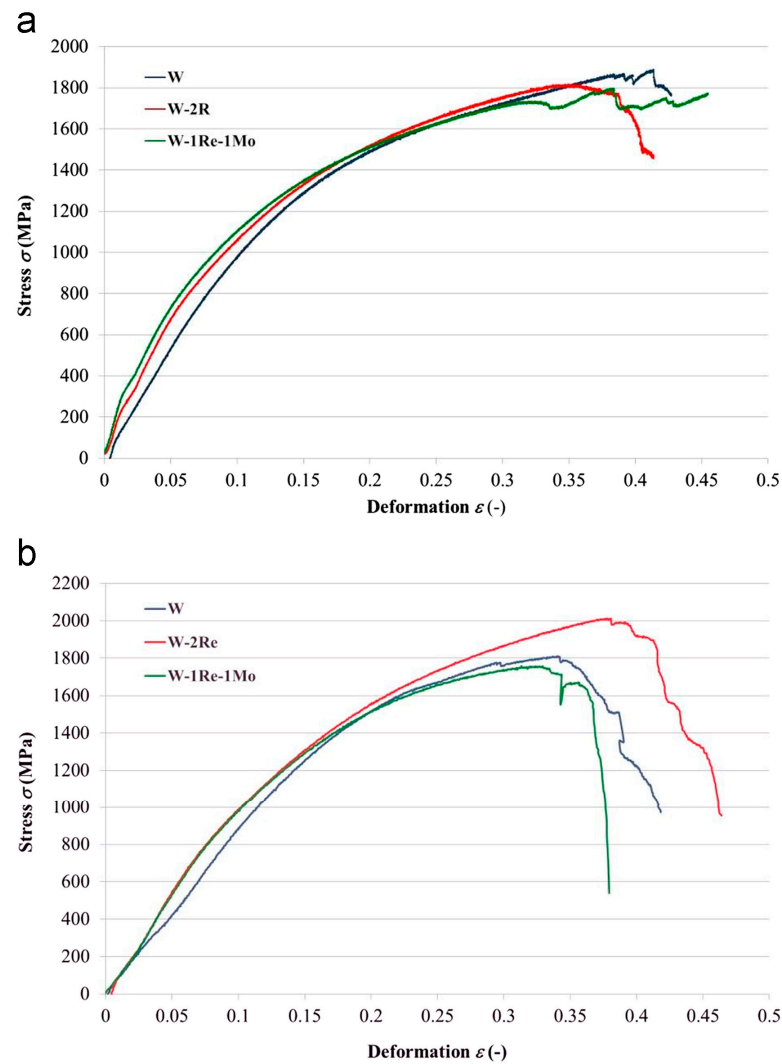 a
2000
1800
1600
1400
1200
1000
800
600
400
200
0
Stress σ (MPa)
W
W-2R
W-1Re-1Mo
0 0.05 0.1 0.15 0.2 0.25 0.3 0.35 0.4 0.45 0.5
Deformation ε (-)
b
2200
2000
1800
1600
1400
1200
1000
800
600
400
200
0
Stress σ (MPa)
W
W-2Re
W-1Re-1Mo
0 0.05 0.1 0.15 0.2 0.25 0.3 0.35 0.4 0.45 0.5
Deformation ε (-)